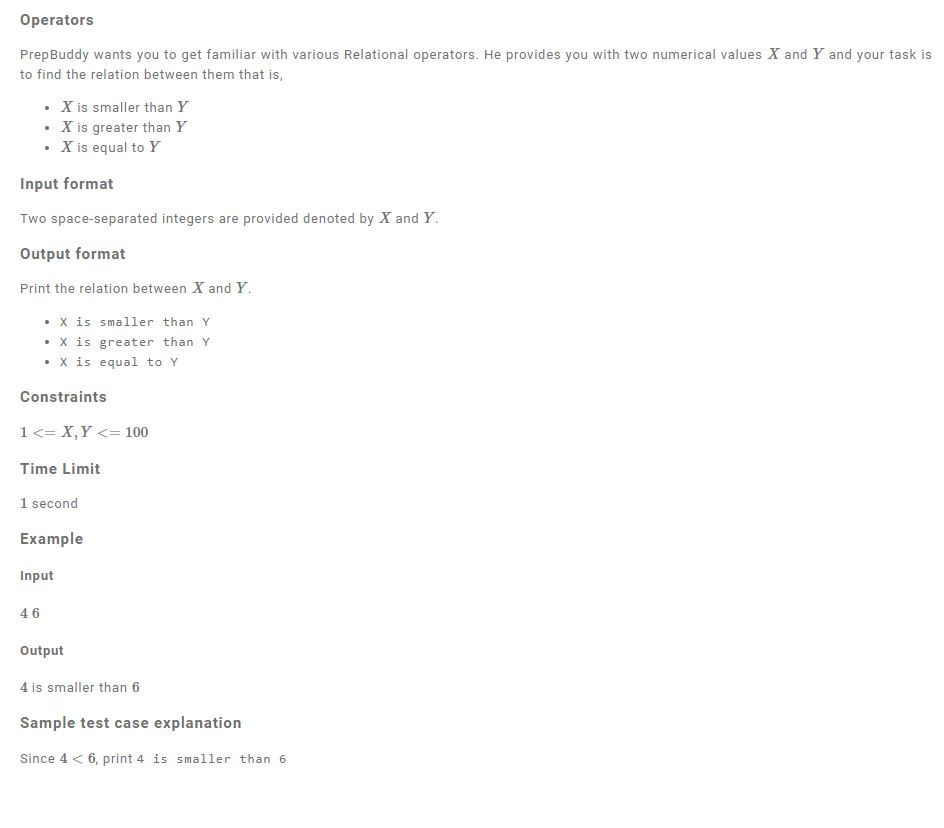 Operators
PrepBuddy wants you to get familiar with various Relational operators. He provides you with two numerical values X and Y and your task is
to find the relation between them that is,
• X is smaller than Y
• X is greater than Y
• X is equal to Y
Input format
Two space-separated integers are provided denoted by X and Y.
Output format
Print the relation between X and Y.
• X is smaller than Y
• X is greater than Y
• X is equal to Y
Constraints
1 <= X, Y <= 100
Time Limit
1 second
Example
Input
4 6
Output
4 is smaller than 6
Sample test case explanation
Since 4 < 6, print 4 is smaller than 6